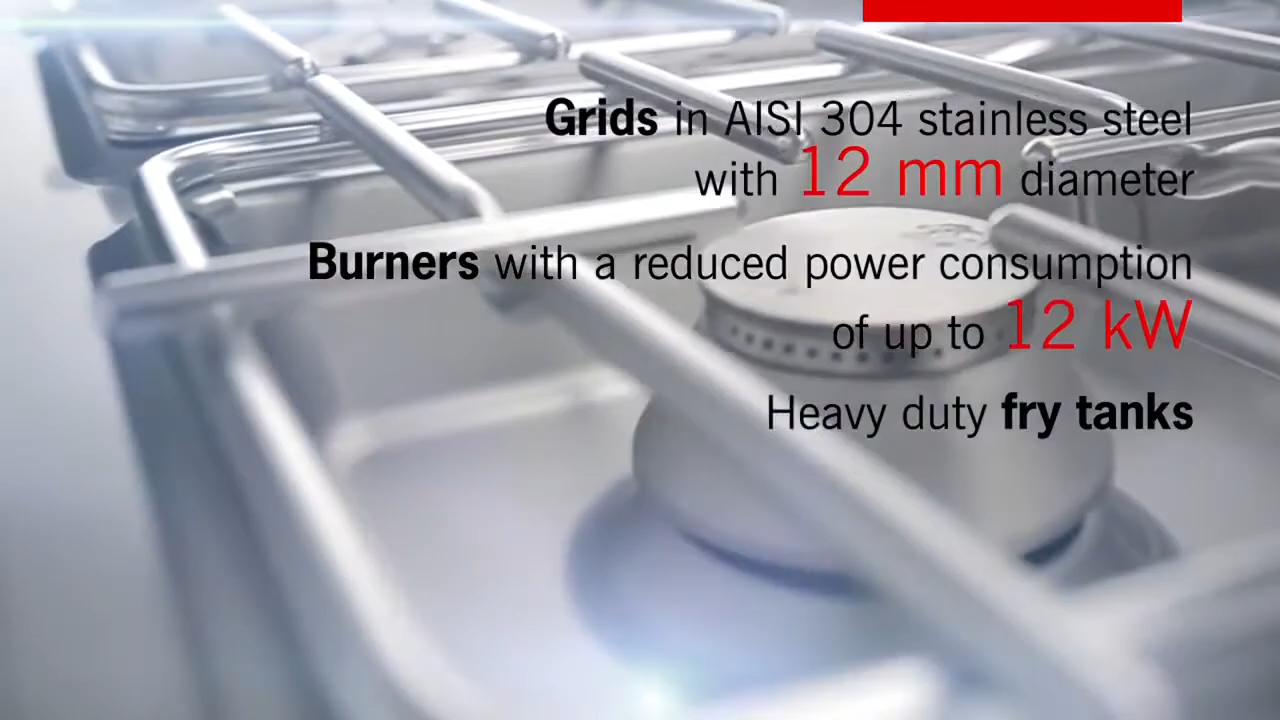 Grids in AISI 304 stainless steel
with 12 mm diameter
Burners with a reduced power consumption
of up to 12 kW
Heavy duty fry tanks